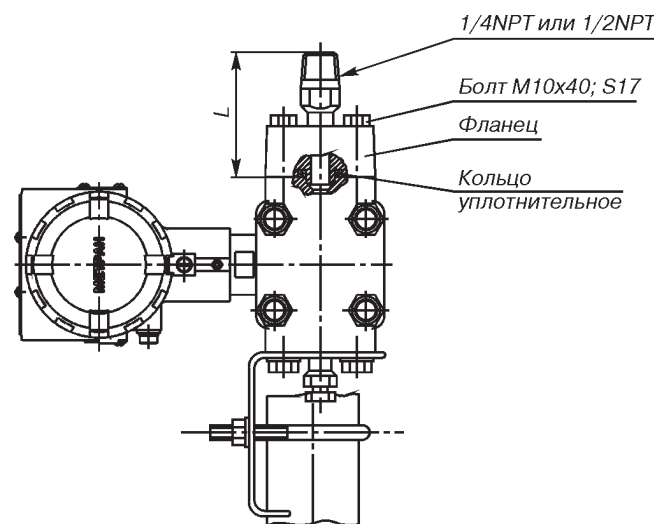 1/4NPT или 1/2NPT
Болт М10х40; S17
Фланец
Кольцо
уплотнительное
L
МЕТРАН